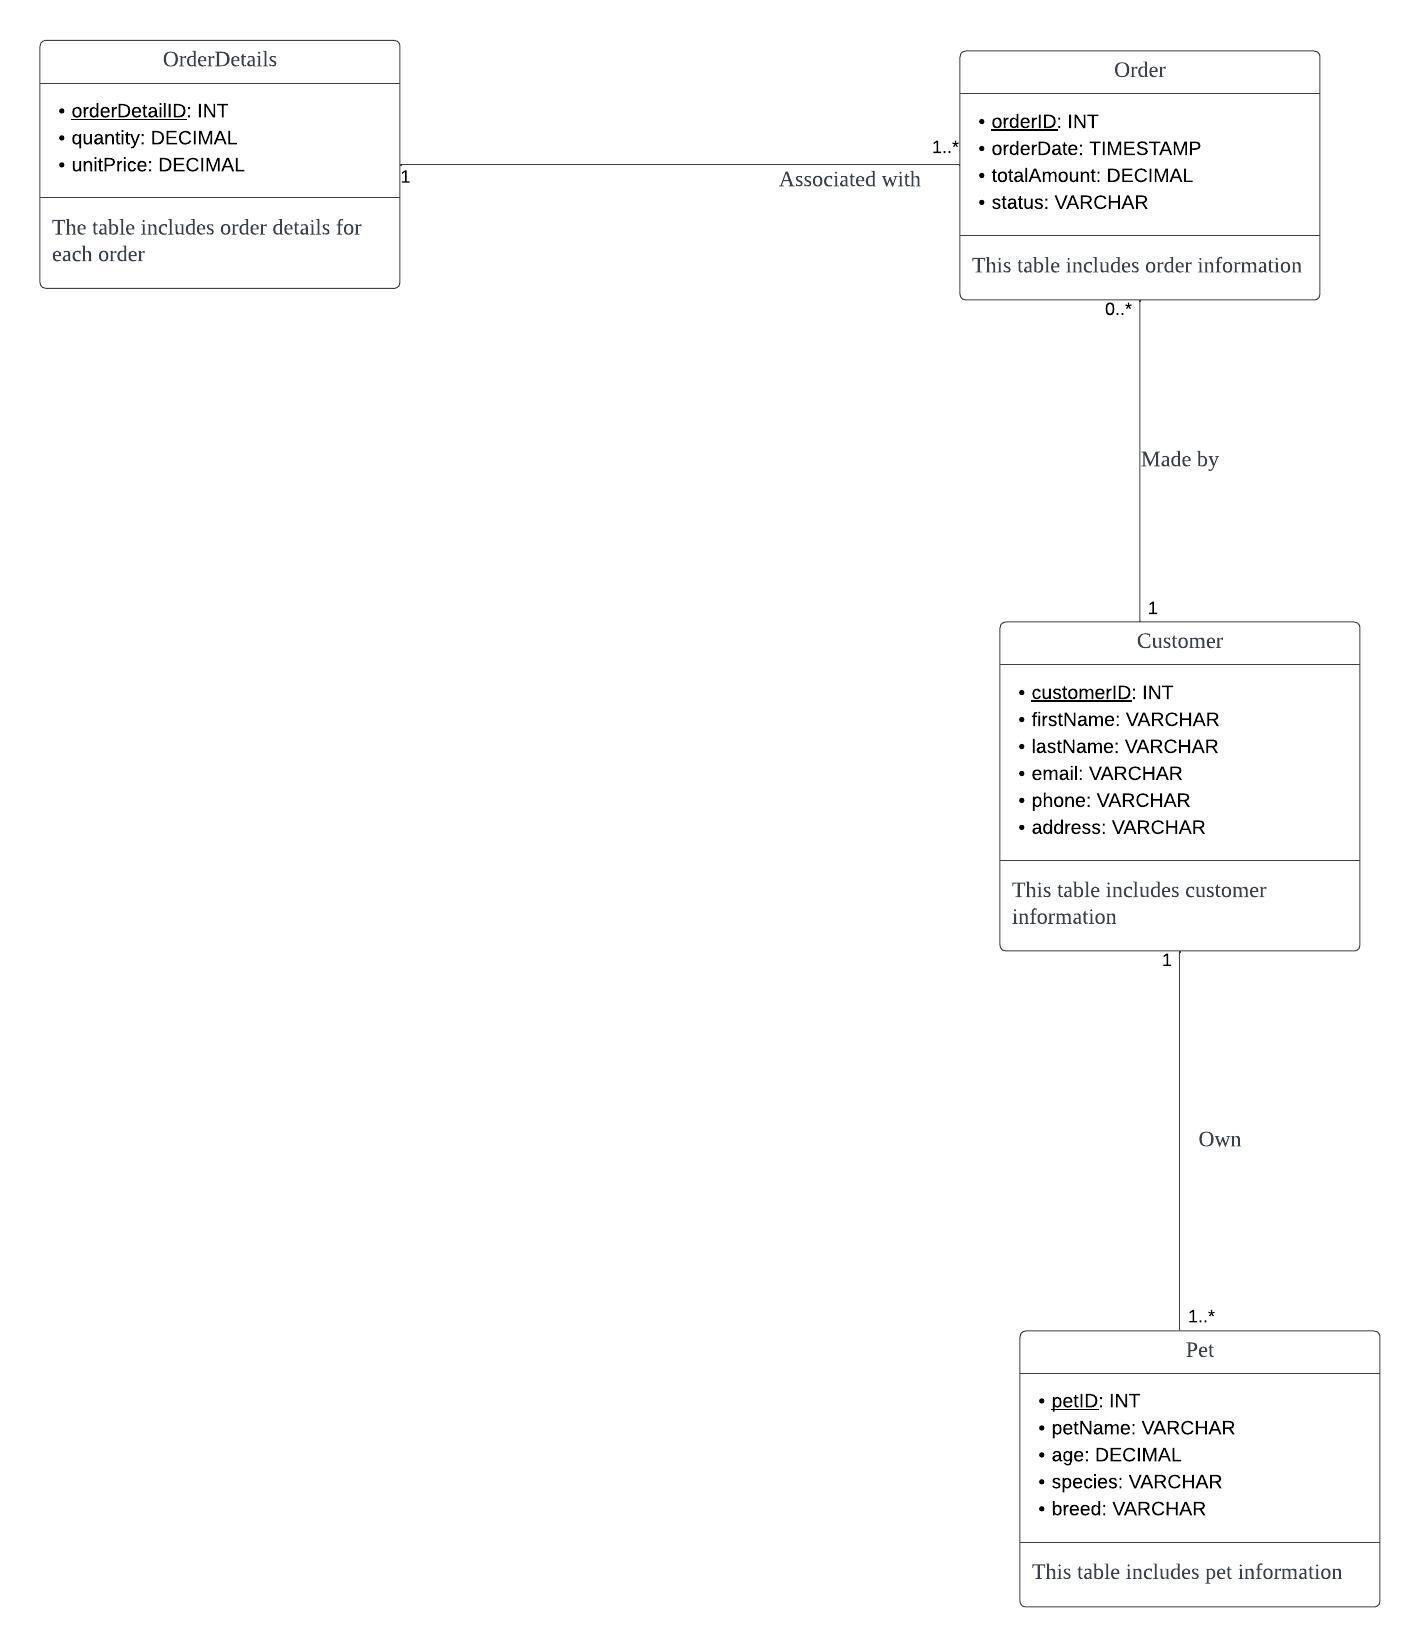 OrderDetails
• orderDetailID: INT
• quantity: DECIMAL
• unitPrice: DECIMAL
The table includes order details for
each order
1
1..*
Associated with
Order
• orderID: INT
• orderDate: TIMESTAMP
• totalAmount: DECIMAL
• status: VARCHAR
This table includes order information
0..*
Made by
1
Customer
• customerID: INT
• firstName: VARCHAR
• lastName: VARCHAR
• email: VARCHAR
• phone: VARCHAR
• address: VARCHAR
This table includes customer
information
1
Own
1..*
Pet
• petID: INT
• petName: VARCHAR
• age: DECIMAL
• species: VARCHAR
• breed: VARCHAR
This table includes pet information